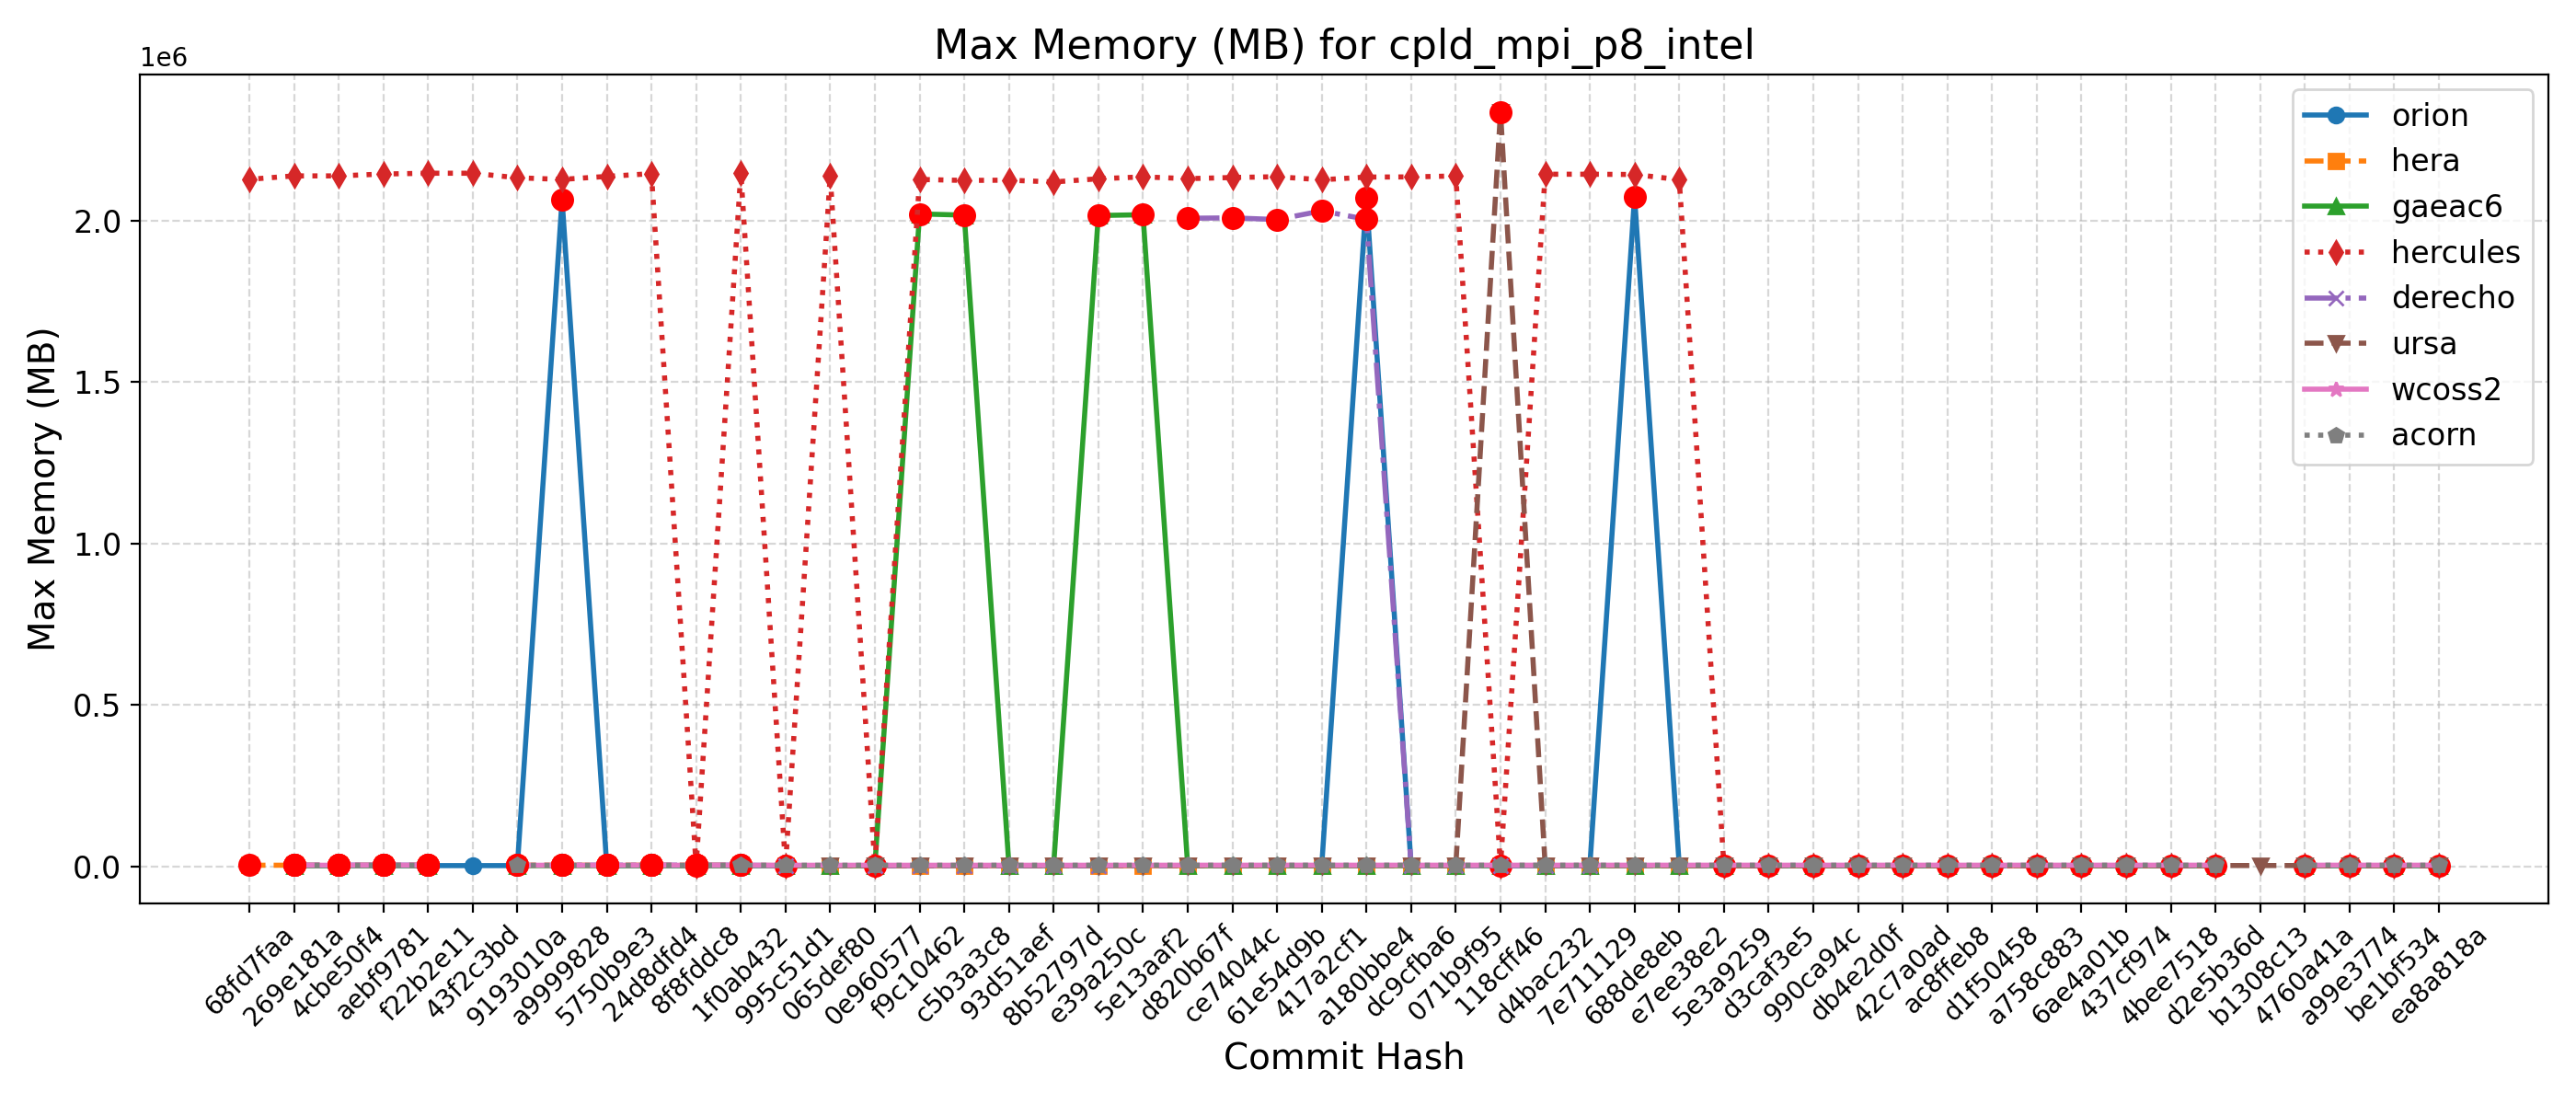 Max Memory (MB) for cpld_mpi_p8_intel
1e6
2.0
1.5
1.0
0.5
0.0
Max Memory (MB)
orion
hera
gaeac6
hercules
derecho
ursa
wcoss2
acorn
68fd7faa
269e181a
4cbe50f4
aebf9781
f22b2e11
43f2c3bd
9193010a
a9999828
5750b9e3
24d8dfd4
8f8fddc8
1f0ab432
995c51d1
065def80
0e960577
f9c10462
c5b3a3c8
93d51aef
8b52797d
e39a250c
5e13aaf2
d820b67f
ce74044c
61e54d9b
417a2cf1
a180bbe4
dc9cfba6
071b9f95
118cff46
d4bac232
7e711129
688de8eb
e7ee38e2
5e3a9259
d3caf3e5
990ca94c
db4e2d0f
42c7a0ad
ac8ffeb8
d1f50458
a758c883
6ae4a01b
437cf974
4bee7518
d2e5b36d
b1308c13
4760a41a
a99e3774
be1bf534
ea8a818a
Commit Hash